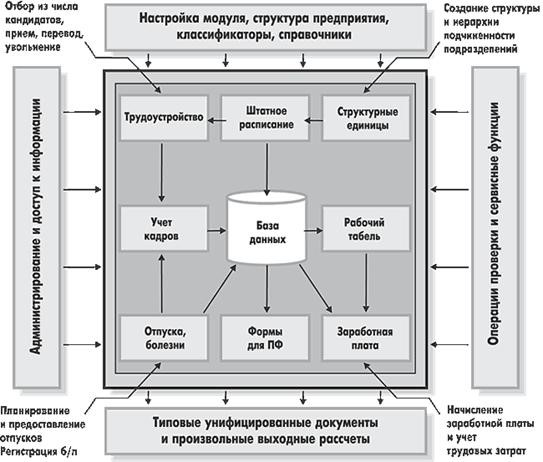 Отбор из числа
кандидатов,
прием, перевод,
увольнение
Настройка модуля, структура предприятия,
классификаторы, справочники
Создание структуры
и иерархии
подчиненности
подразделений
Администрирование и доступ к информации
Трудоустройство
Штатное
расписание
Структурные
единицы
Учет
кадров
База
данных
Рабочий
табель
Отпуска,
болезни
Формы
для ПФ
Заработная
плата
Операции проверки и сервисные функции
Планирование
и предоставление
отпусков
Регистрация б/л
Типовые унифицированные документы
и произвольные выходные рассчеты
Начисление
заработной платы
и учет
трудовых затрат